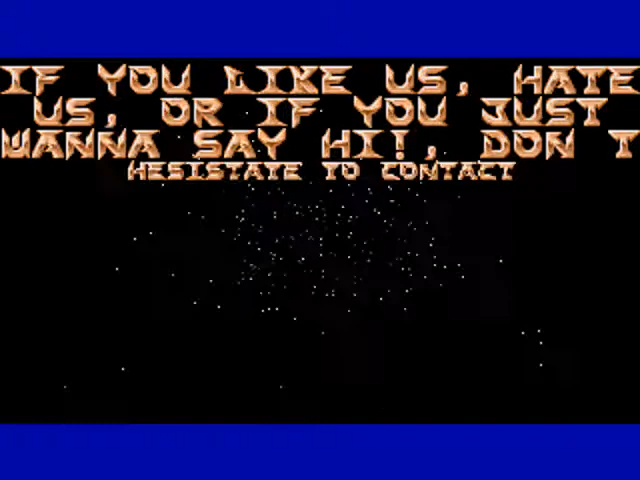 IF YOU LIKE US, HATE
US, OR IF YOU JUST
WANNA SAY HI!, DON T
HESISTATE TO CONTACT